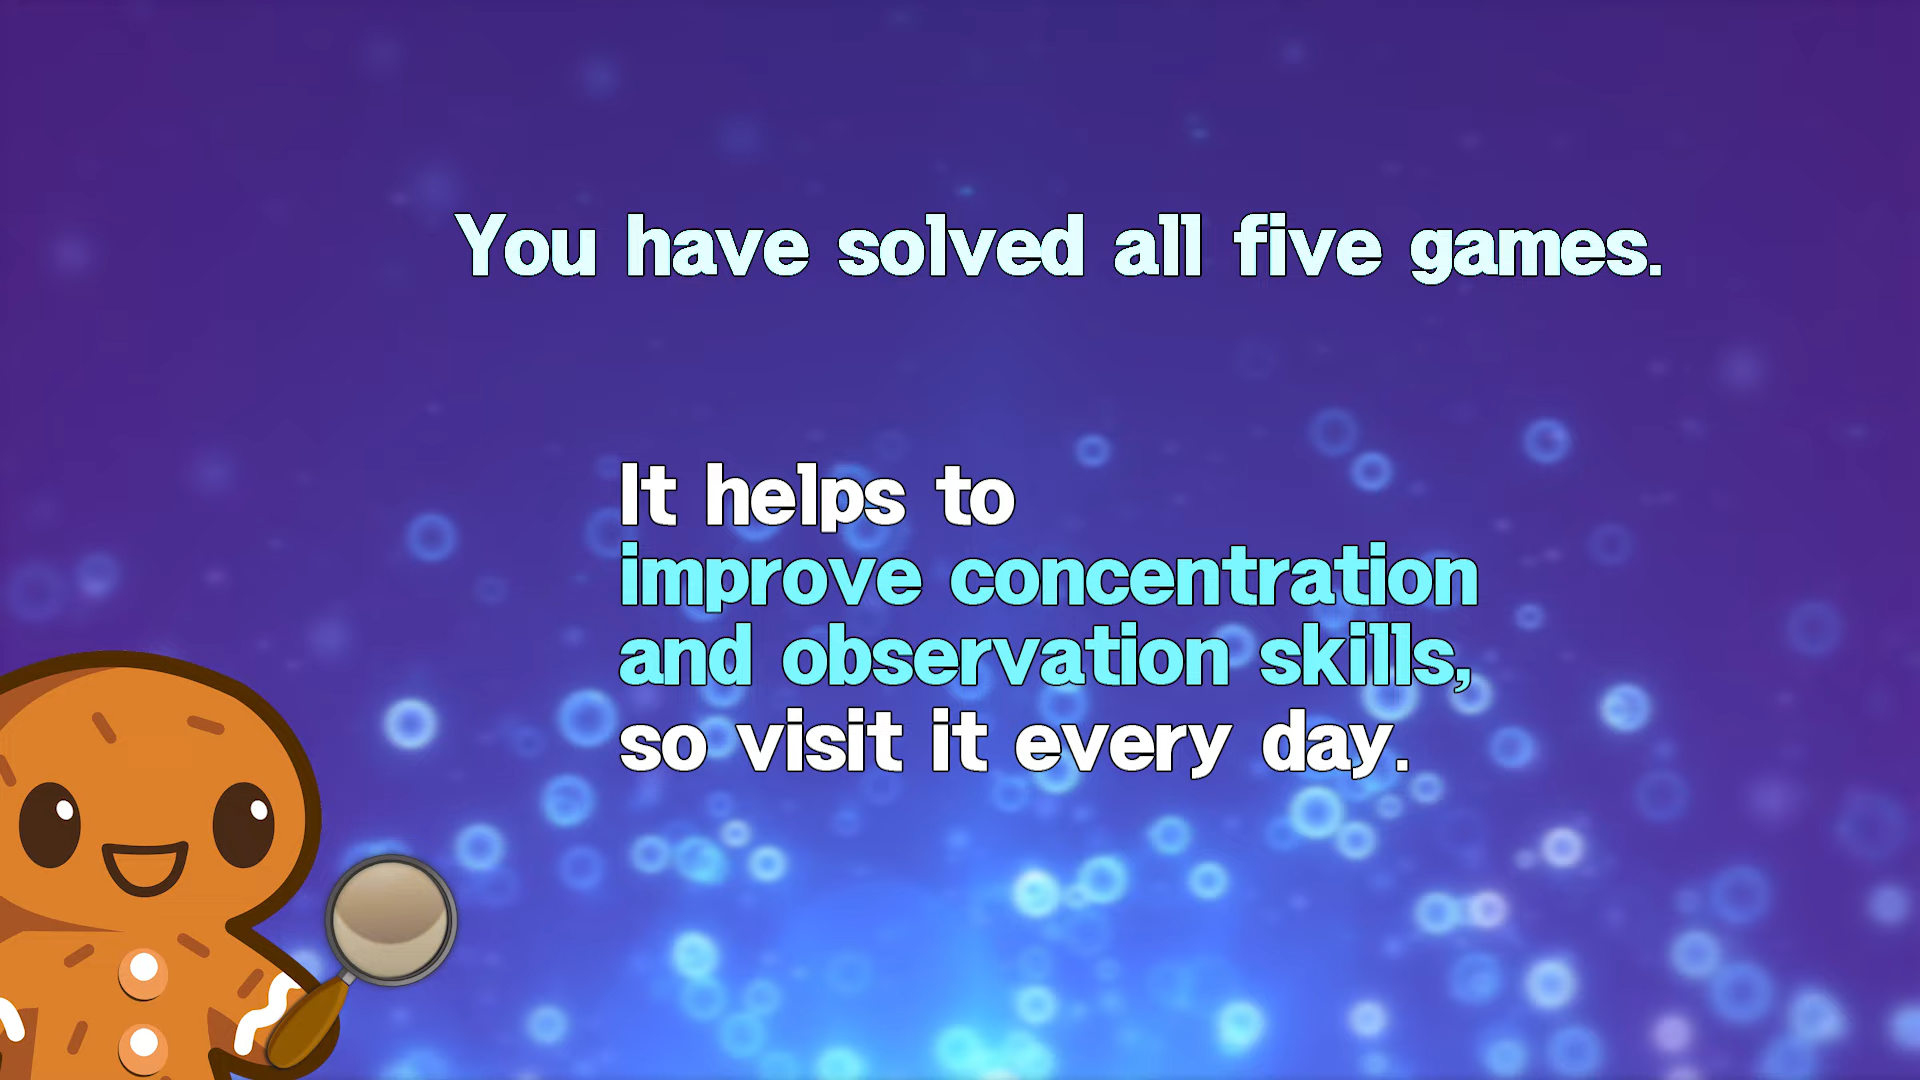 You have solved all five games.
It helps to
improve concentration
and observation skills,
so visit it every day.